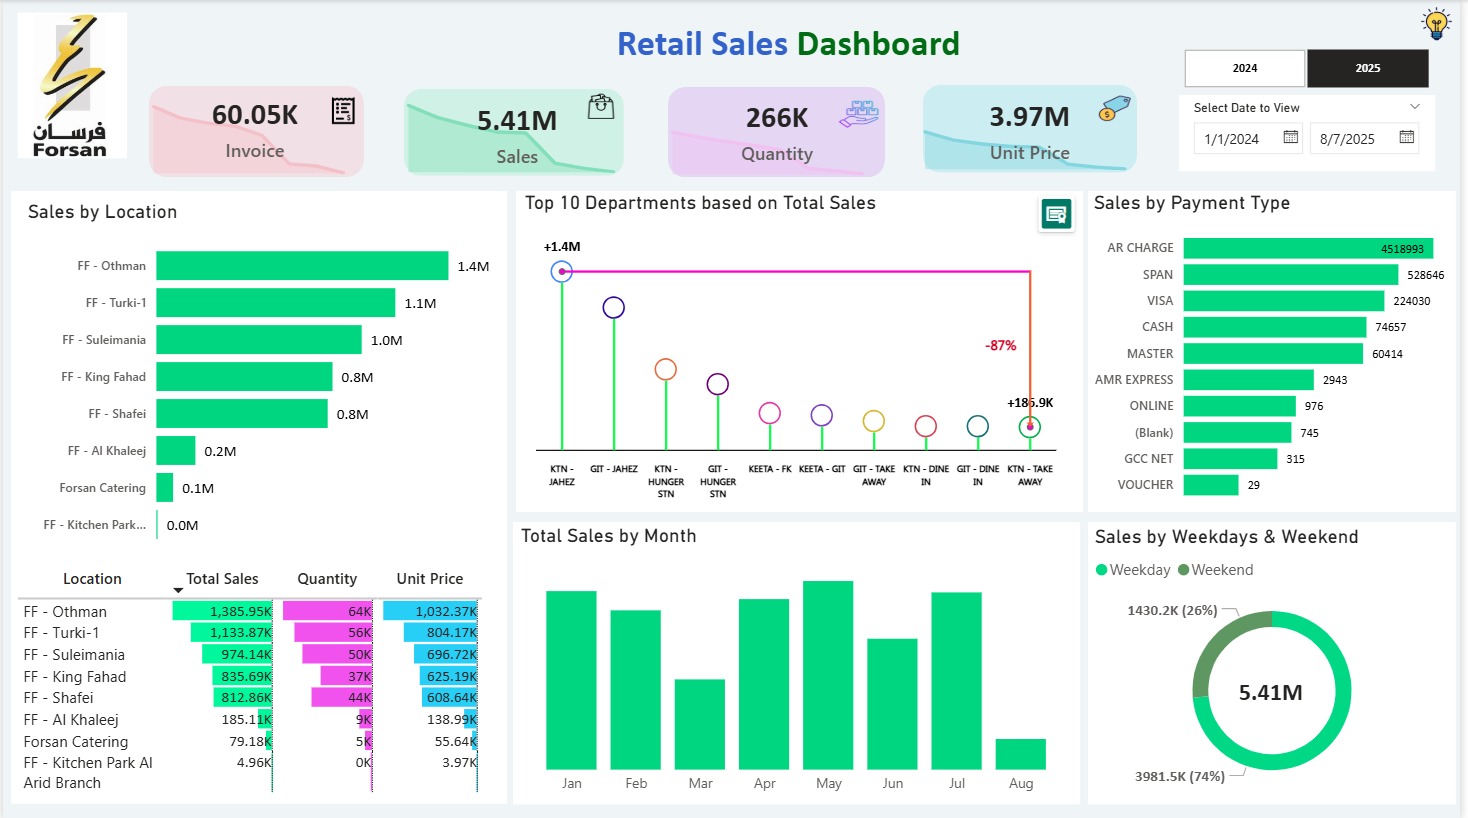 فرسان
Forsan
Retail Sales Dashboard
2024
2025
Select Date to View
1/1/2024
8/7/2025
60.05K
Invoice
5.41M
Sales
266K
Quantity
3.97M
Unit Price
Sales by Location
FF - Othman 1.4M
FF - Turki-1 1.1M
FF - Suleimania 1.0M
FF - King Fahad 0.8M
FF - Shafei 0.8M
FF - Al Khaleej 0.2M
Forsan Catering 0.1M
FF - Kitchen Park... 0.0M
Location Total Sales Quantity Unit Price
FF - Othman 1,385.95K 64K 1,032.37K
FF - Turki-1 1,133.87K 56K 804.17K
FF - Suleimania 974.14K 50K 696.72K
FF - King Fahad 835.69K 37K 625.19K
FF - Shafei 812.86K 44K 608.64K
FF - Al Khaleej 185.11K 9K 138.99K
Forsan Catering 79.18K 5K 55.64K
FF - Kitchen Park Al 4.96K 0K 3.97K
Arid Branch
Top 10 Departments based on Total Sales
+1.4M
-87%
KTN -
JAHEZ
GIT - JAHEZ
KTN -
HUNGER
STN
GIT -
HUNGER
STN
KEETA - FK
KEETA - GIT
GIT - TAKE
AWAY
KTN - DINE
IN
GIT - DINE
IN
KTN - TAKE
AWAY
Total Sales by Month
Jan Feb Mar Apr May Jun Jul Aug
Sales by Payment Type
AR CHARGE 4518993
SPAN 528646
VISA 224030
CASH 74657
MASTER 60414
AMR EXPRESS 2943
ONLINE 976
(Blank) 745
GCC NET 315
VOUCHER 29
Sales by Weekdays & Weekend
Weekday Weekend
1430.2K (26%)
5.41M
3981.5K (74%)